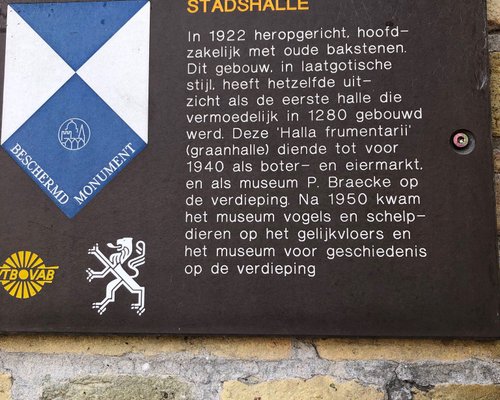 STADSHALLE
In 1922 heropgericht, hoofd-
zakelijk met oude bakstenen.
Dit gebouw, in laatgotische
stijl, heeft hetzelfde uit-
zicht als de eerste halle die
vermoedelijk in 1280 gebouwd
werd. Deze 'Halla frumentarii'
(graanhalle) diende tot voor
1940 als boter- en eiermarkt,
en als museum P. Braecke op
de verdieping. Na 1950 kwam
het museum vogels en schelp-
dieren op het gelijkvloers en
het museum voor geschiedenis
op de verdieping
BESCHERMD MONUMENT
VTBOVAB